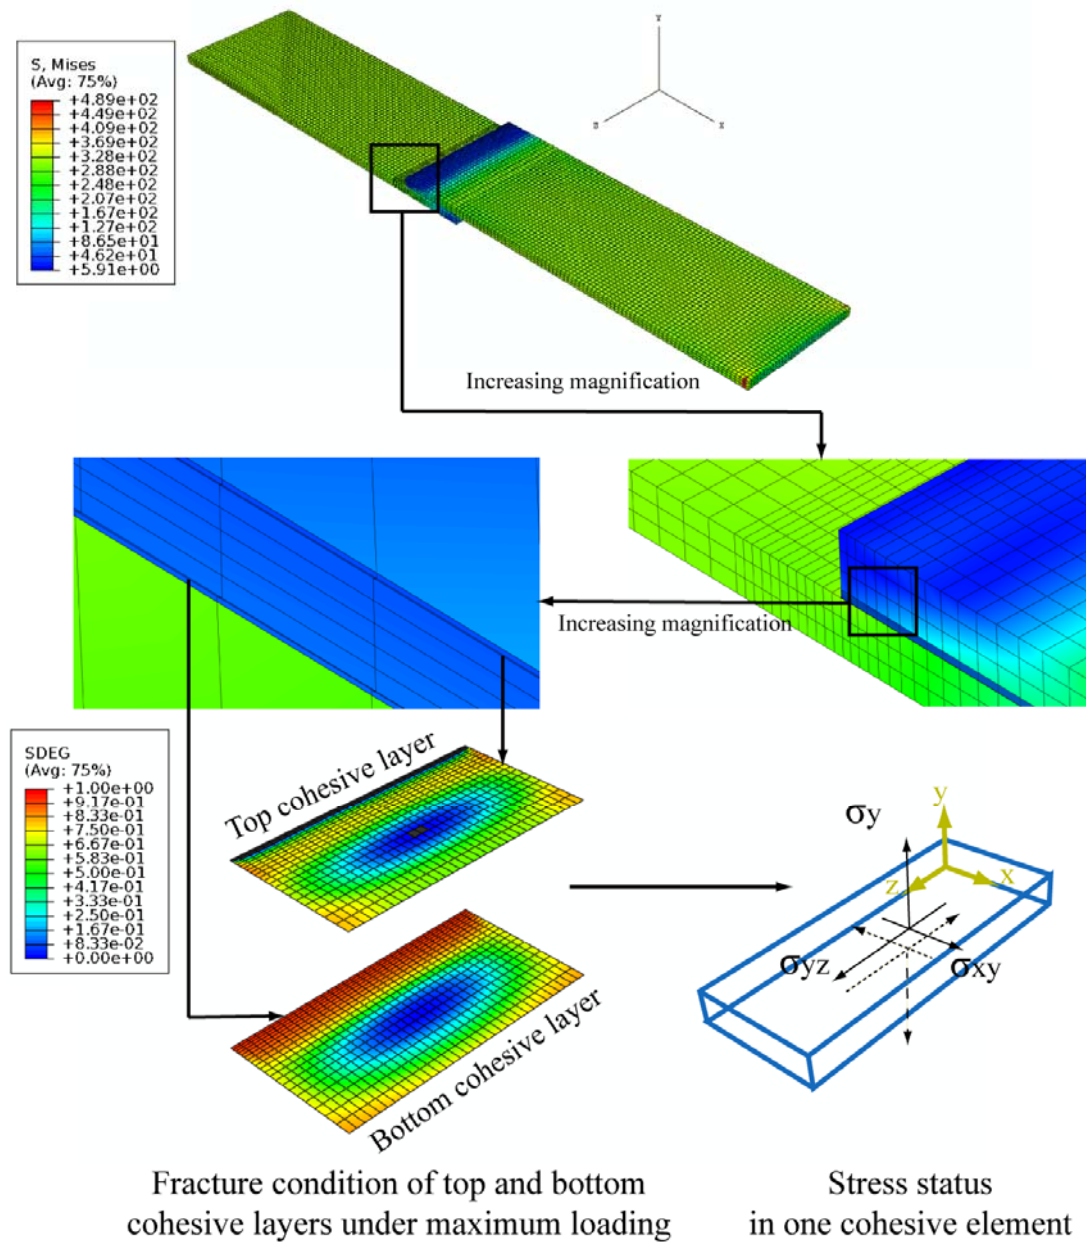 S, Mises
(Avg: 75%)
+4.89e+02
+4.49e+02
+4.09e+02
+3.69e+02
+3.28e+02
+2.88e+02
+2.48e+02
+2.07e+02
+1.67e+02
+1.27e+02
+8.65e+01
+4.62e+01
+5.91e+00
Y
X
Increasing magnification
Increasing magnification
SDEG
(Avg: 75%)
+1.00e+00
+9.17e-01
+8.33e-01
+7.50e-01
+6.67e-01
+5.83e-01
+5.00e-01
+4.17e-01
+3.33e-01
+2.50e-01
+1.67e-01
+8.33e-02
+0.00e+00
Top cohesive layer
Bottom cohesive layer
σy
y
z
x
σyz
σxy
Fracture condition of top and bottom
cohesive layers under maximum loading
Stress status
in one cohesive element